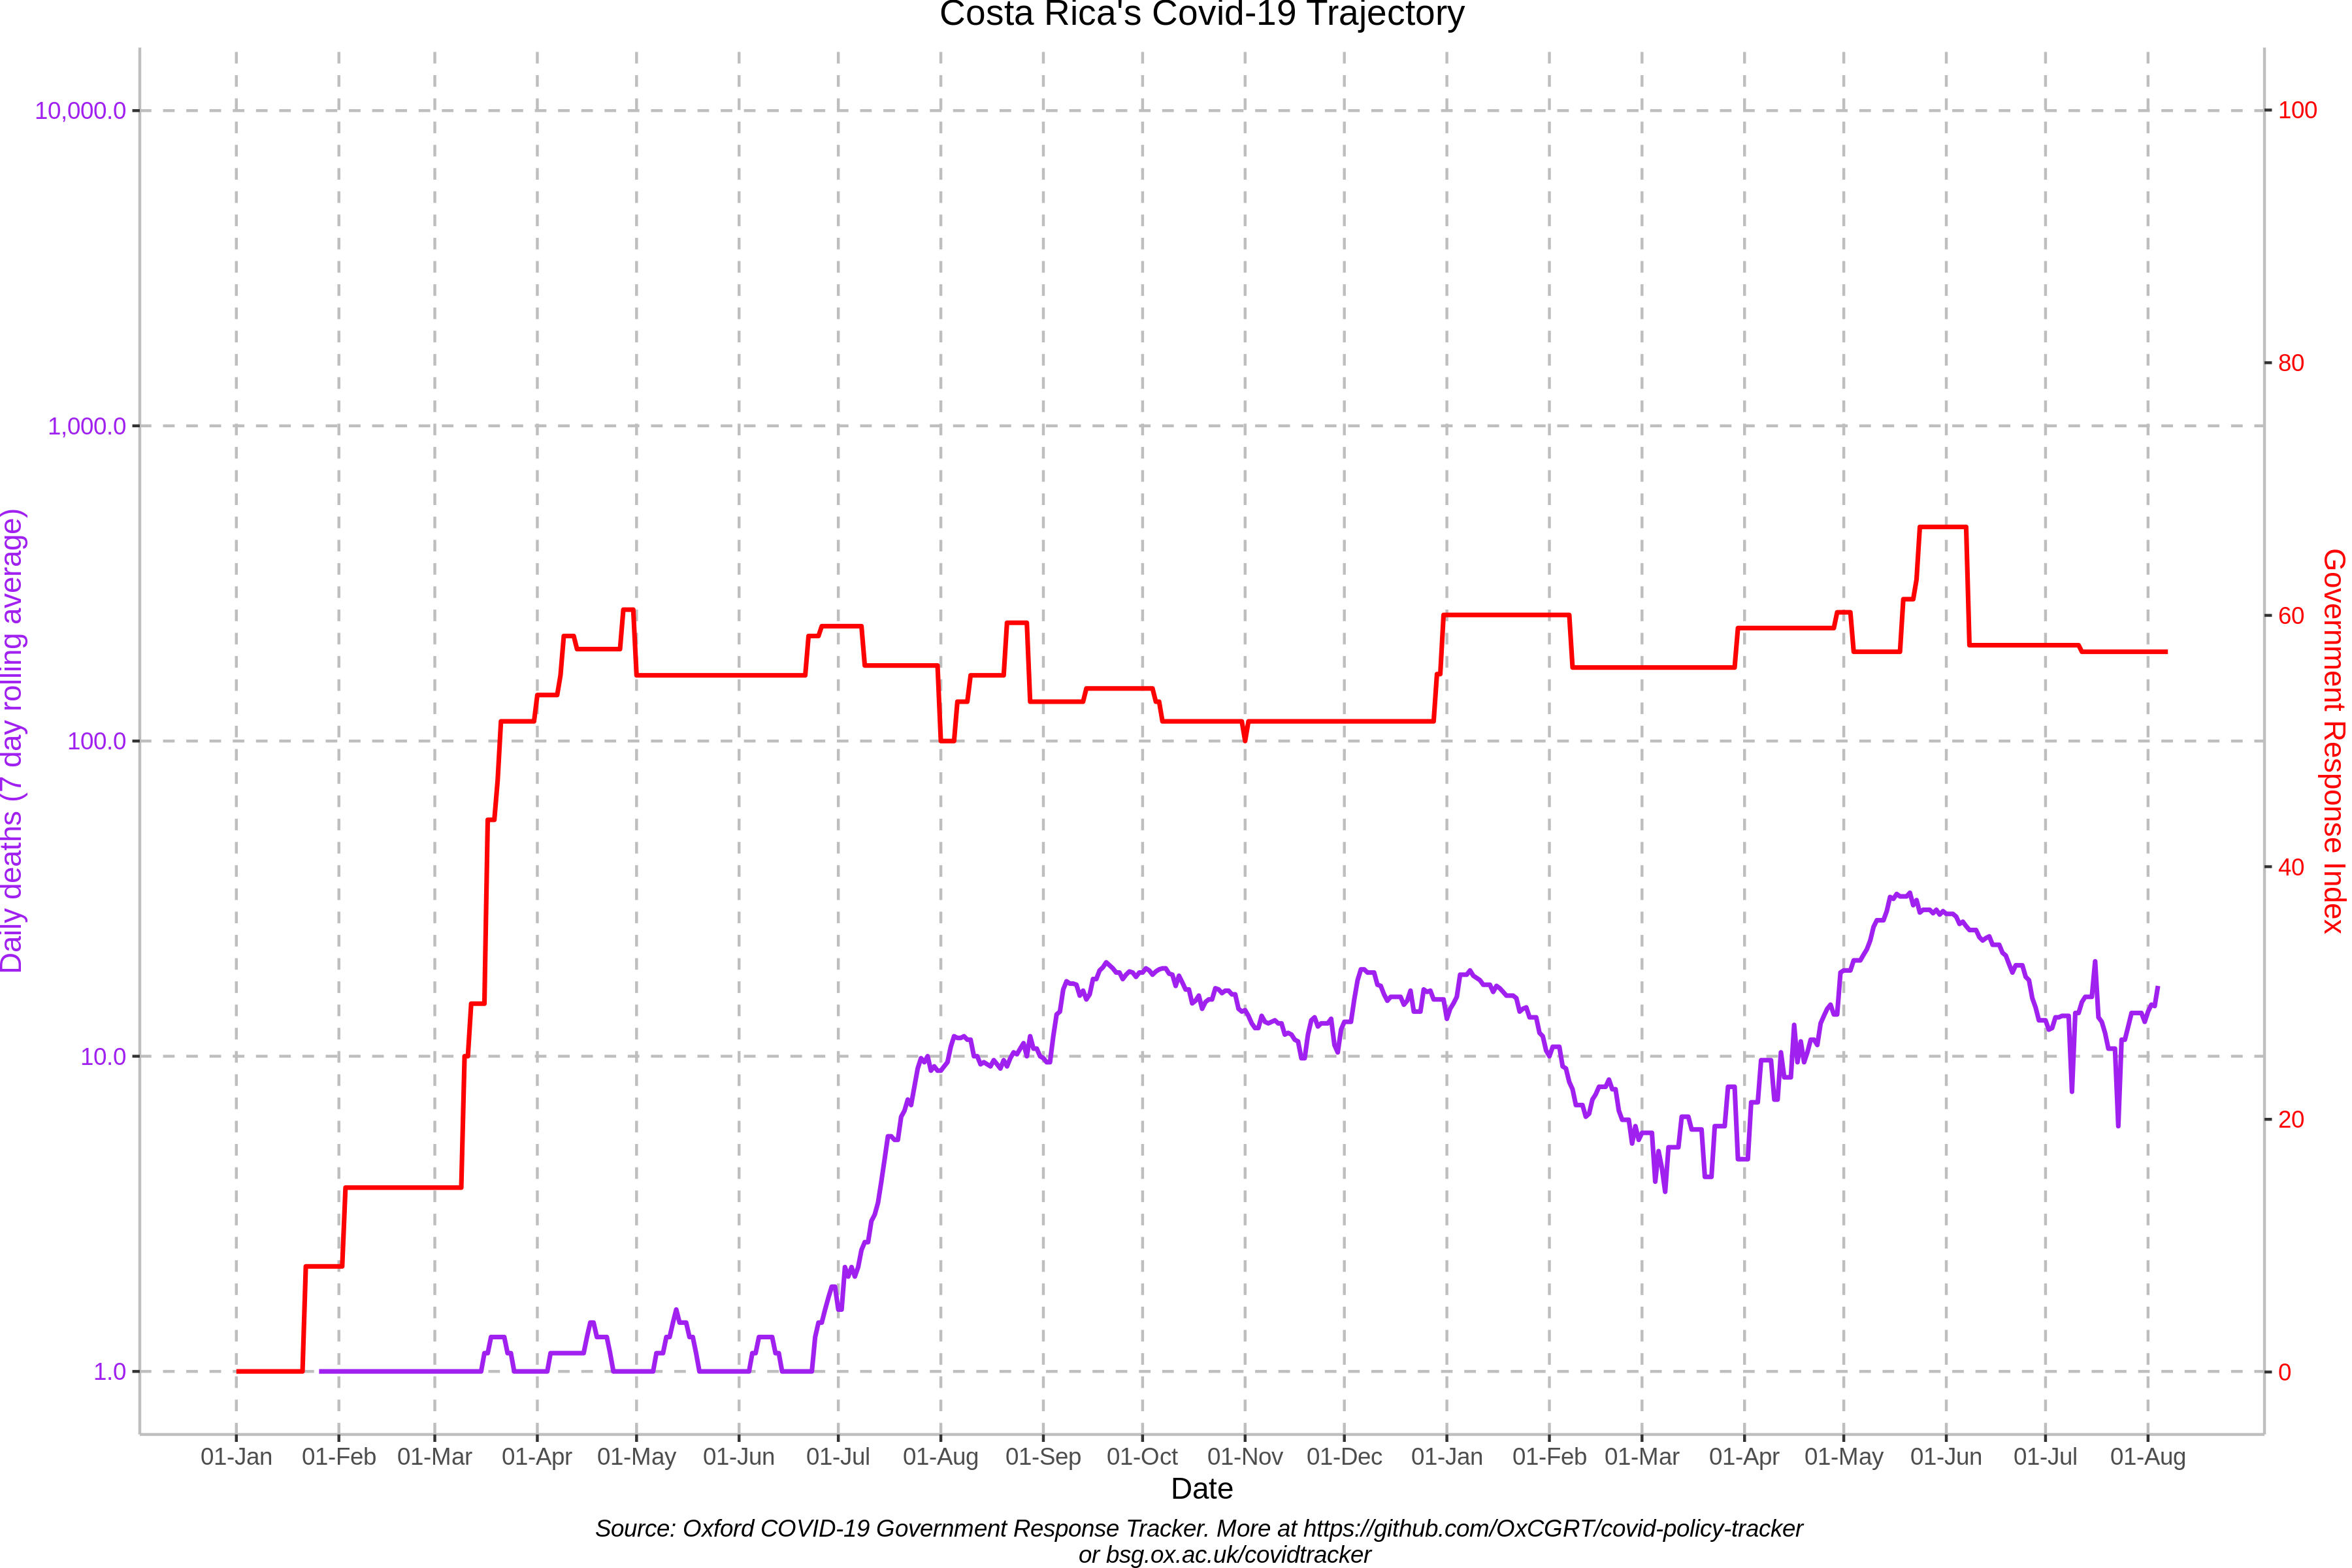 Costa Rica's Covid-19 Trajectory
10,000.0
1,000.0
100.0
10.0
1.0
Daily deaths (7 day rolling average)
100
80
60
40
20
0
Government Response Index
01-Jan 01-Feb 01-Mar 01-Apr 01-May 01-Jun 01-Jul 01-Aug 01-Sep 01-Oct 01-Nov 01-Dec 01-Jan 01-Feb 01-Mar 01-Apr 01-May 01-Jun 01-Jul 01-Aug
Date
Source: Oxford COVID-19 Government Response Tracker. More at https://github.com/OxCGRT/covid-policy-tracker
or bsg.ox.ac.uk/covidtracker